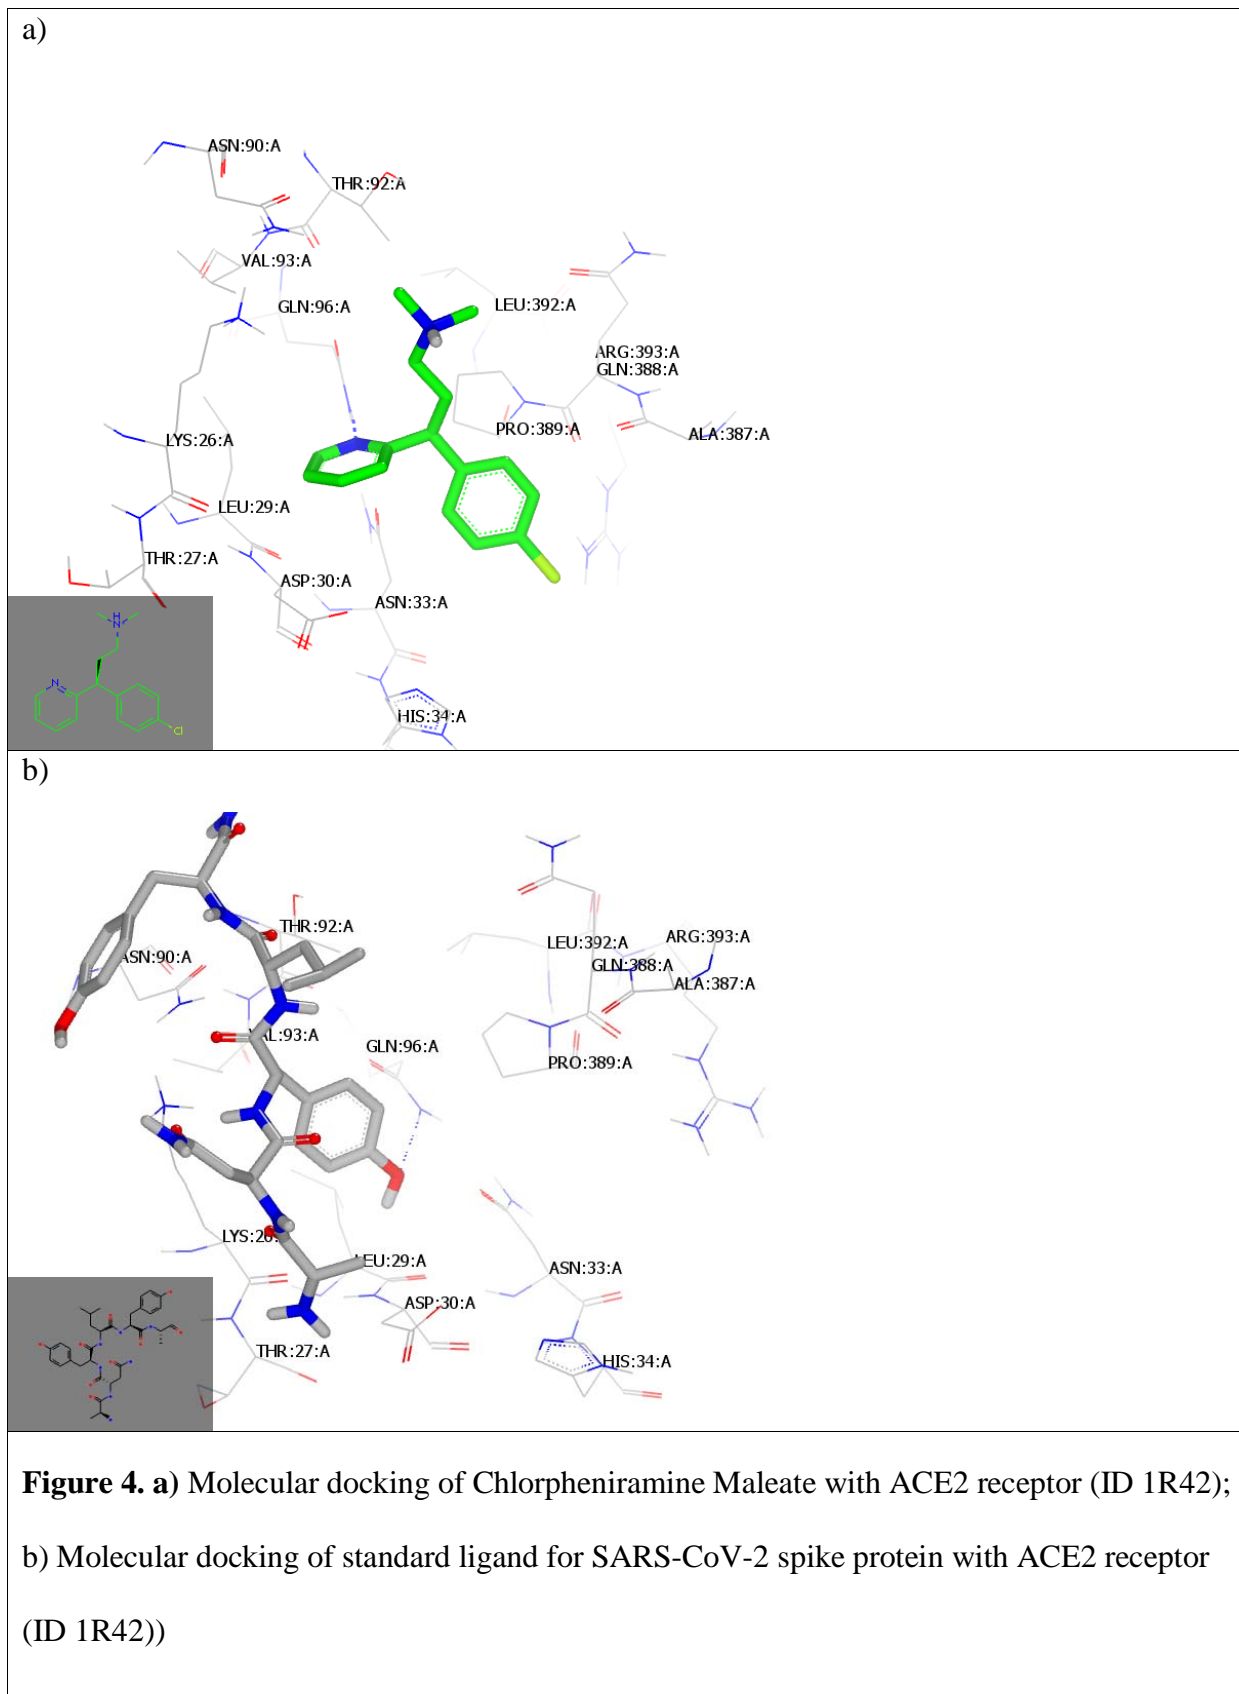 a)
ASN:90:A
THR:92:A
VAL:93:A
GLN:96:A
LEU:392:A
ARG:393:A
GLN:388:A
PRO:389:A
ALA:387:A
LYS:26:A
LEU:29:A
THR:27:A
ASP:30:A
ASN:33:A
HIS:34:A
H
N
N
Cl
b)
THR:92:A
ASN:90:A
LEU:392:A
ARG:393:A
GLN:388:A
ALA:387:A
VAL:93:A
GLN:96:A
PRO:389:A
LEU:29:A
ASN:33:A
ASP:30:A
THR:27:A
HIS:34:A
Figure 4. a) Molecular docking of Chlorpheniramine Maleate with ACE2 receptor (ID 1R42);
b) Molecular docking of standard ligand for SARS-CoV-2 spike protein with ACE2 receptor
(ID 1R42))